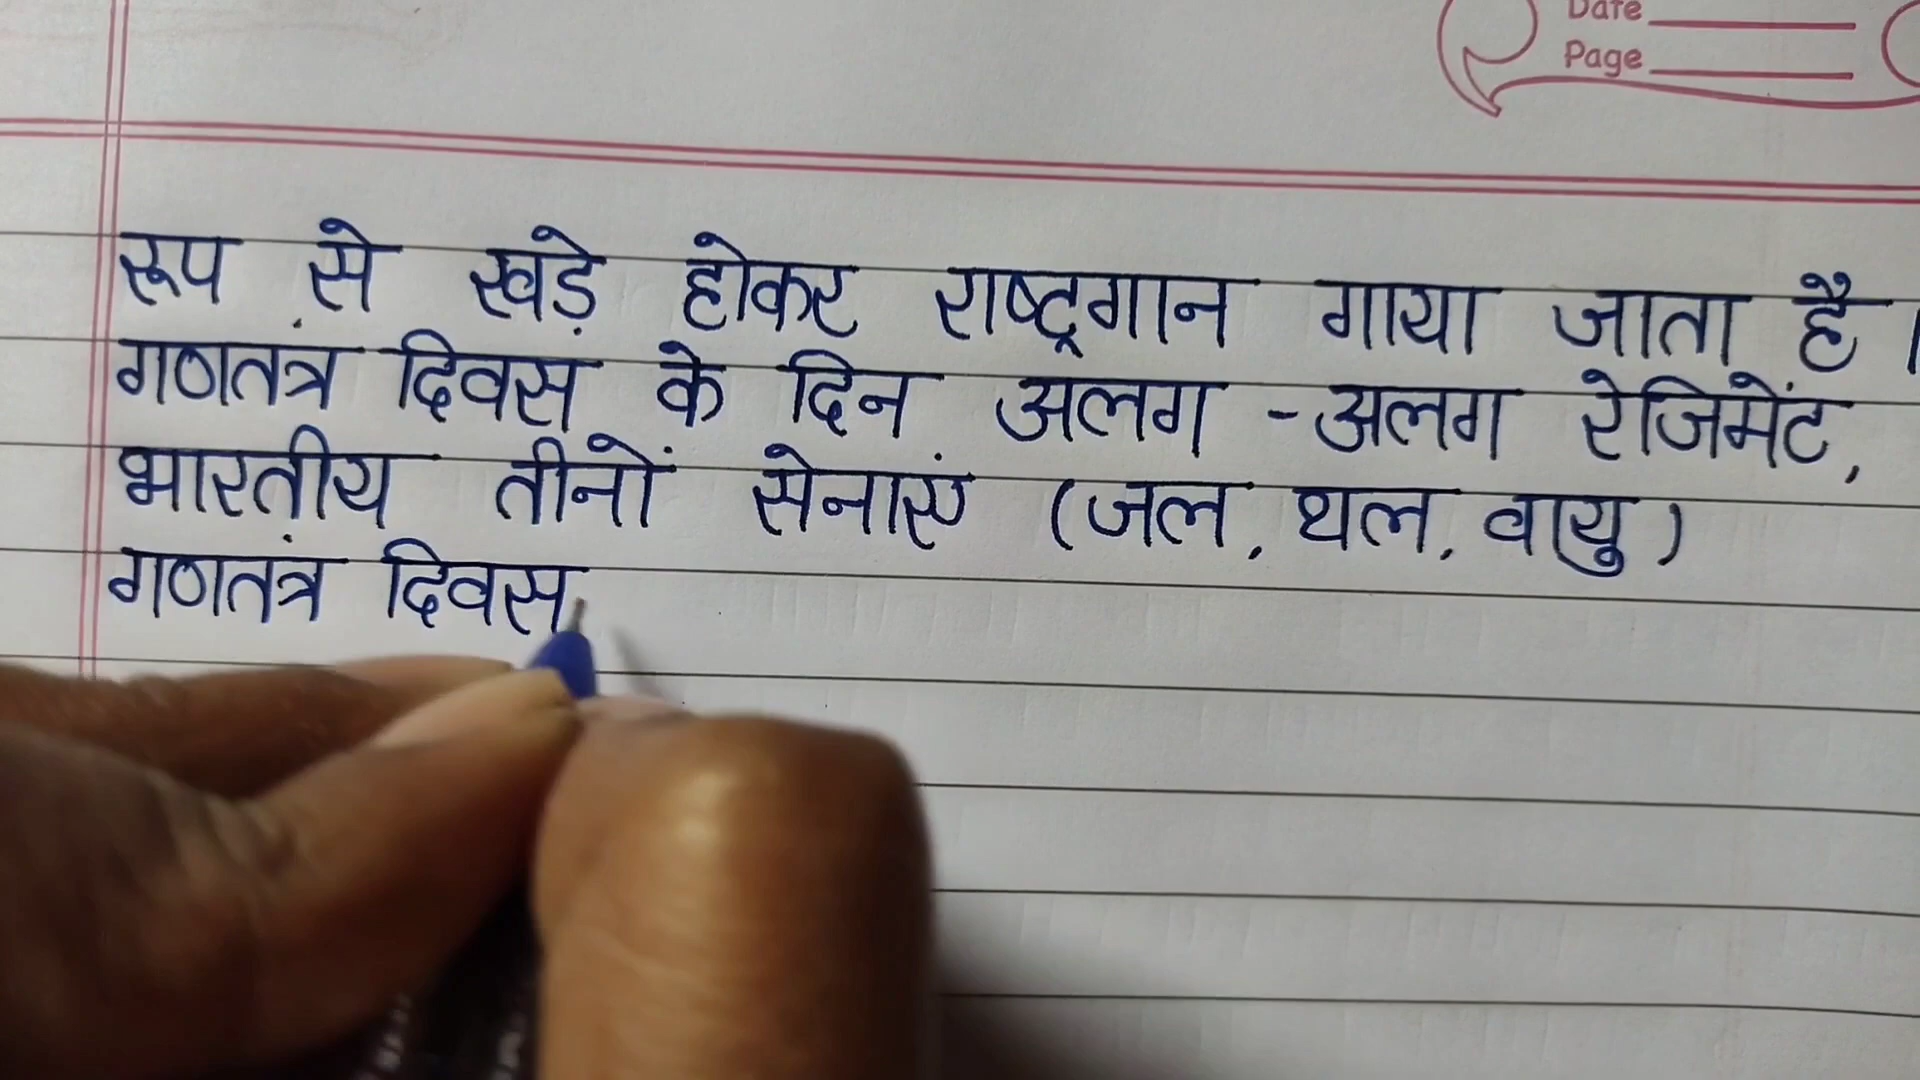 Date
Page
रूप से खड़े होकर राष्ट्रगान गाया जाता है।
गणतंत्र दिवस के दिन अलग -अलग रेजिमेंट,
भारतीय तीनों सेनाएं (जल, थल, वायु)
गणतंत्र दिवस